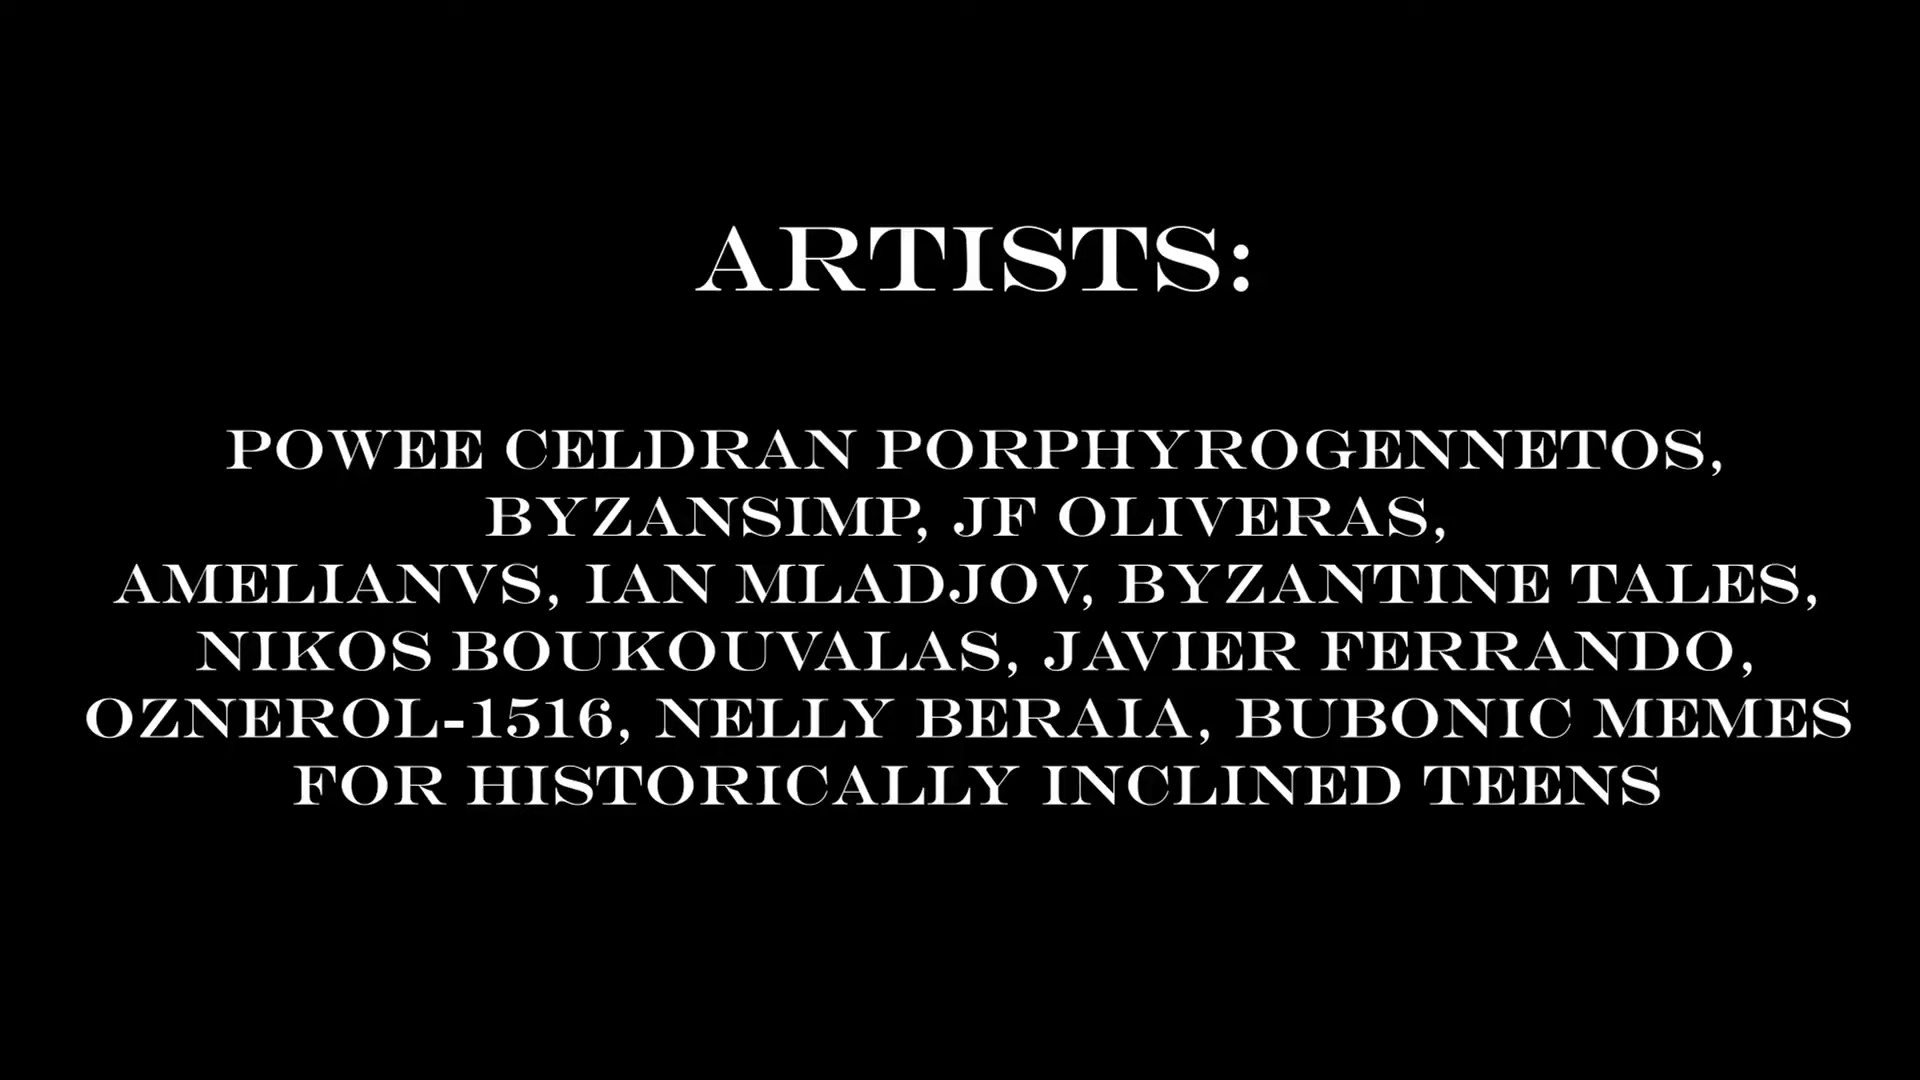 ARTISTS:
POWEE CELDRAN PORPHYROGENNETOS,
BYZANSIMP, JF OLIVERAS,
AMELIANVS, IAN MLADJOV, BYZANTINE TALES,
NIKOS BOUKOUVALAS, JAVIER FERRANDO,
OZNEROL-1516, NELLY BERAIA, BUBONIC MEMES
FOR HISTORICALLY INCLINED TEENS